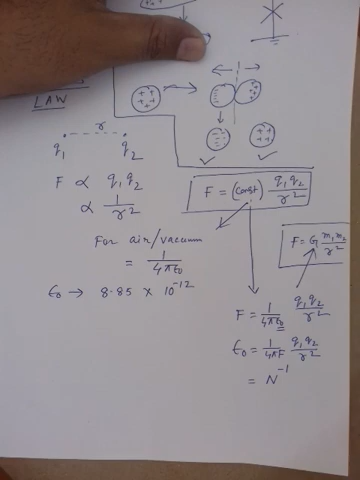 LAW
r
q₁ q₂
F ∝ q₁q₂
∝ 1/r²
F = (const) q₁q₂/r²
For air/vacuum
= 1/4πε₀
ε₀ → 8.85 × 10⁻¹²
F = G m₁m₂/r²
F = 1/4πε₀ q₁q₂/r²
ε₀ = 1/4πF q₁q₂/r²
= N⁻¹